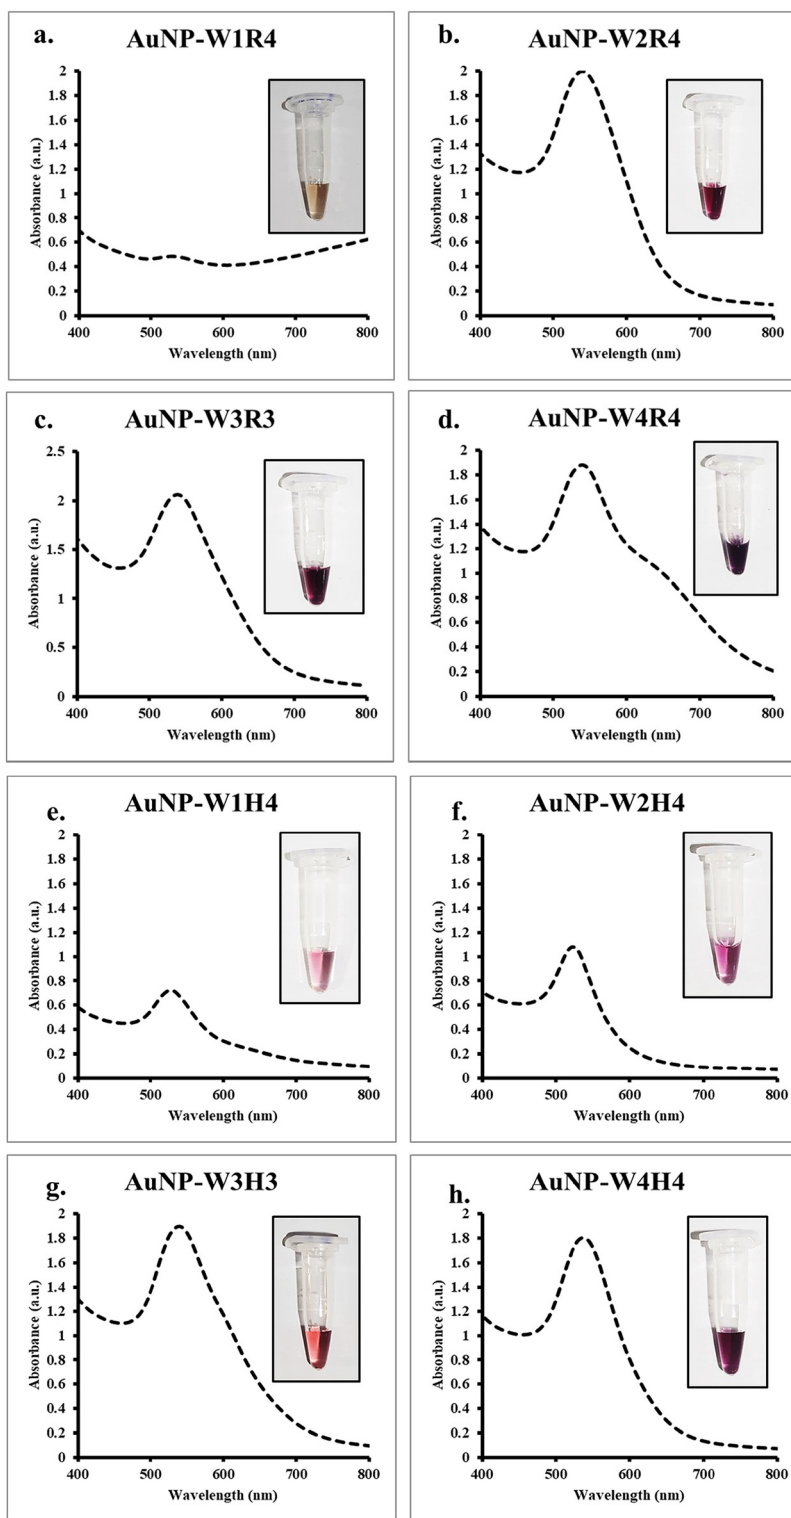 a.
AuNP-W1R4
2
1.8
1.6
1.4
1.2
1
0.8
0.6
0.4
0.2
0
Absorbance (a.u.)
400 500 600 700 800
Wavelength (nm)
b.
AuNP-W2R4
2
1.8
1.6
1.4
1.2
1
0.8
0.6
0.4
0.2
0
Absorbance (a.u.)
400 500 600 700 800
Wavelength (nm)
c.
AuNP-W3R3
2.5
2
1.5
1
0.5
0
Absorbance (a.u.)
400 500 600 700 800
Wavelength (nm)
d.
AuNP-W4R4
2
1.8
1.6
1.4
1.2
1
0.8
0.6
0.4
0.2
0
Absorbance (a.u.)
400 500 600 700 800
Wavelength (nm)
e.
AuNP-W1H4
2
1.8
1.6
1.4
1.2
1
0.8
0.6
0.4
0.2
0
Absorbance (a.u.)
400 500 600 700 800
Wavelength (nm)
f.
AuNP-W2H4
2
1.8
1.6
1.4
1.2
1
0.8
0.6
0.4
0.2
0
Absorbance (a.u.)
400 500 600 700 800
Wavelength (nm)
g.
AuNP-W3H3
2
1.8
1.6
1.4
1.2
1
0.8
0.6
0.4
0.2
0
Absorbance (a.u.)
400 500 600 700 800
Wavelength (nm)
h.
AuNP-W4H4
2
1.8
1.6
1.4
1.2
1
0.8
0.6
0.4
0.2
0
Absorbance (a.u.)
400 500 600 700 800
Wavelength (nm)